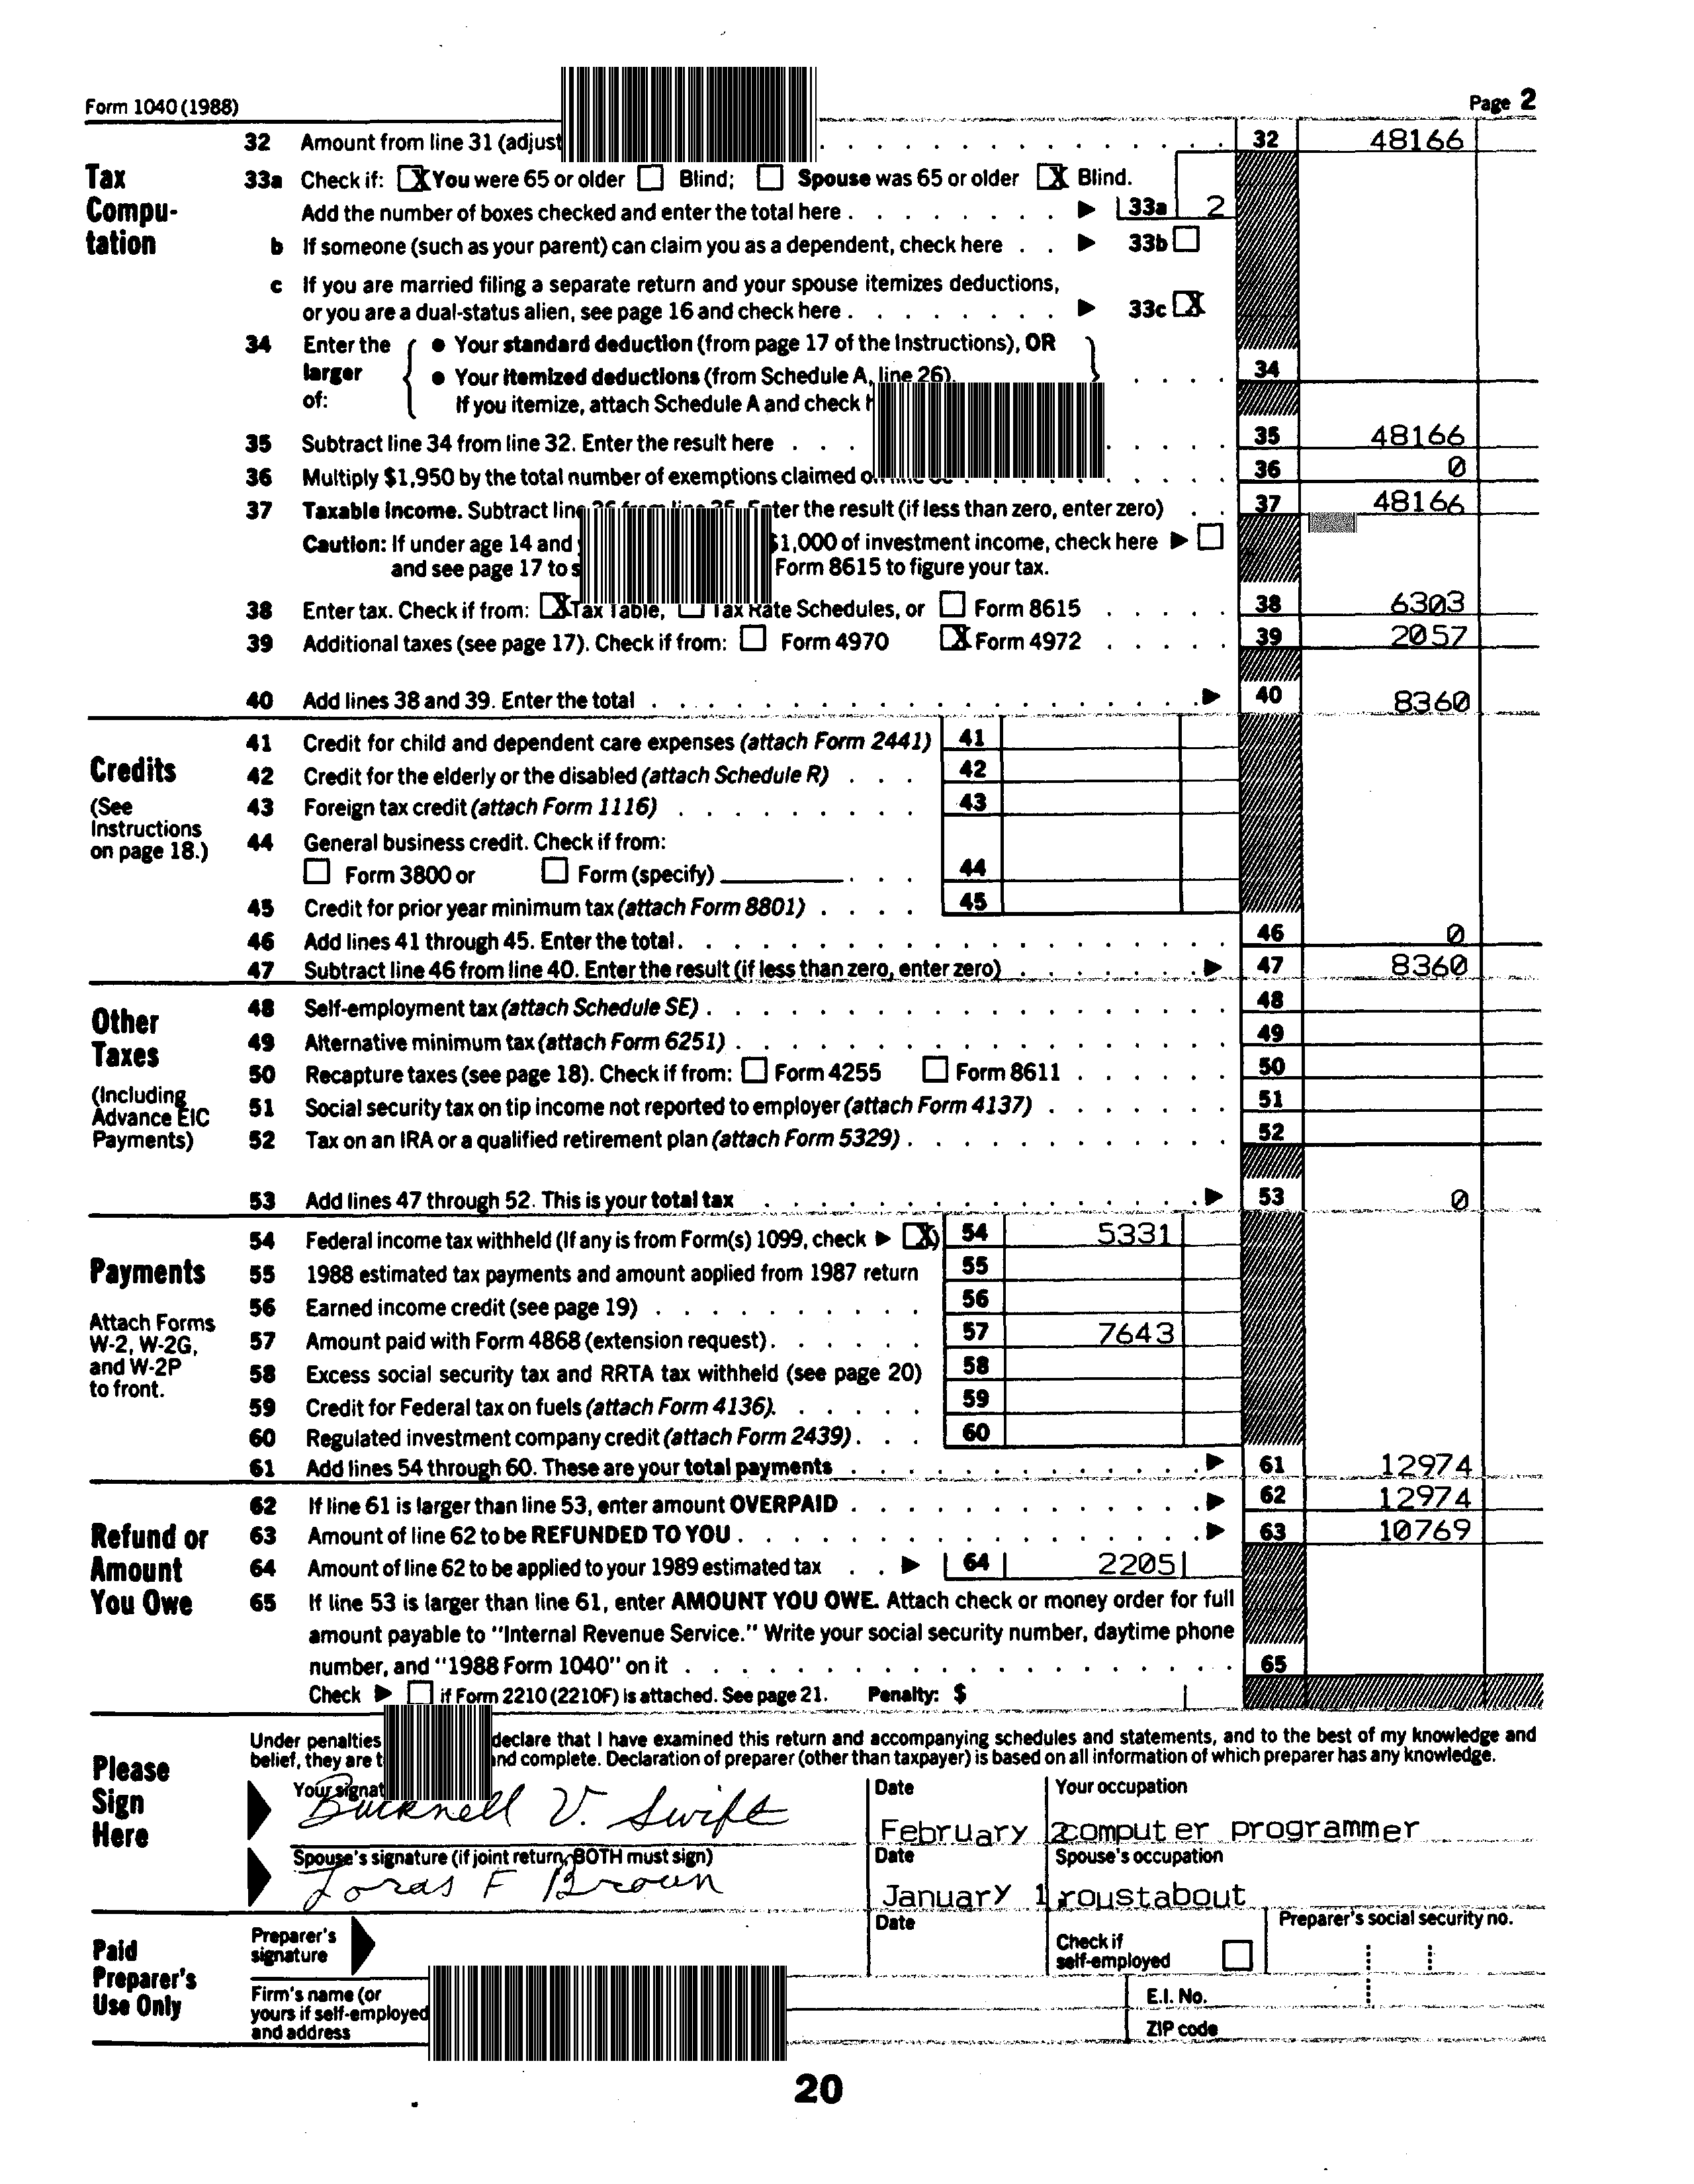 Form 1040 (1988)
Page 2
32 Amount from line 31 (adjust . . . . . . . . . . . . . . 32 48166
Tax Compu- tation
33a Check if: [X] You were 65 or older [ ] Blind; [ ] Spouse was 65 or older [X] Blind.
Add the number of boxes checked and enter the total here . . . . . . . . ▶ 33a 2
b If someone (such as your parent) can claim you as a dependent, check here . . ▶ 33b [ ]
c If you are married filing a separate return and your spouse itemizes deductions,
or you are a dual-status alien, see page 16 and check here . . . . . . . . ▶ 33c [X]
34 Enter the larger of: { ● Your standard deduction (from page 17 of the Instructions), OR
● Your itemized deductions (from Schedule A, line 26). } . . . . 34
If you itemize, attach Schedule A and check
35 Subtract line 34 from line 32. Enter the result here . . . 35 48166
36 Multiply $1,950 by the total number of exemptions claimed 36 0
37 Taxable income. Subtract line 36 from line 35. Enter the result (if less than zero, enter zero) . . 37 48166
Caution: If under age 14 and $1,000 of investment income, check here ▶ [ ]
and see page 17 to Form 8615 to figure your tax.
38 Enter tax. Check if from: [X] Tax Table, [ ] Tax Rate Schedules, or [ ] Form 8615 . . . . . 38 6303
39 Additional taxes (see page 17). Check if from: [ ] Form 4970 [X] Form 4972 . . . . . 39 2057
40 Add lines 38 and 39. Enter the total . . . . . . . . . . . . ▶ 40 8360
Credits
(See Instructions on page 18.)
41 Credit for child and dependent care expenses (attach Form 2441) 41
42 Credit for the elderly or the disabled (attach Schedule R) . . . 42
43 Foreign tax credit (attach Form 1116) . . . . . . . . 43
44 General business credit. Check if from:
[ ] Form 3800 or [ ] Form (specify) . . . 44
45 Credit for prior year minimum tax (attach Form 8801) . . . . 45
46 Add lines 41 through 45. Enter the total. . . . . . . . . . . 46 0
47 Subtract line 46 from line 40. Enter the result (if less than zero, enter zero) . . . . . . . ▶ 47 8360
Other Taxes
(Including Advance EIC Payments)
48 Self-employment tax (attach Schedule SE) . . . . . . . . . . 48
49 Alternative minimum tax (attach Form 6251) . . . . . . . . . . 49
50 Recapture taxes (see page 18). Check if from: [ ] Form 4255 [ ] Form 8611 . . . . . . 50
51 Social security tax on tip income not reported to employer (attach Form 4137) . . . . . . . 51
52 Tax on an IRA or a qualified retirement plan (attach Form 5329) . . . . . . . . . . 52
53 Add lines 47 through 52. This is your total tax . . . . . . . . . . ▶ 53 0
Payments
Attach Forms W-2, W-2G, and W-2P to front.
54 Federal income tax withheld (If any is from Form(s) 1099, check ▶ [X]) 54 5331
55 1988 estimated tax payments and amount applied from 1987 return 55
56 Earned income credit (see page 19) . . . . . . . . . 56
57 Amount paid with Form 4868 (extension request). . . . . . 57 7643
58 Excess social security tax and RRTA tax withheld (see page 20) 58
59 Credit for Federal tax on fuels (attach Form 4136). . . . . . 59
60 Regulated investment company credit (attach Form 2439) . . . 60
61 Add lines 54 through 60. These are your total payments . . . . . . . . ▶ 61 12974
Refund or Amount You Owe
62 If line 61 is larger than line 53, enter amount OVERPAID . . . . . . . . ▶ 62 12974
63 Amount of line 62 to be REFUNDED TO YOU . . . . . . . . . . ▶ 63 10769
64 Amount of line 62 to be applied to your 1989 estimated tax . . ▶ 64 2205
65 If line 53 is larger than line 61, enter AMOUNT YOU OWE. Attach check or money order for full
amount payable to "Internal Revenue Service." Write your social security number, daytime phone
number, and "1988 Form 1040" on it . . . . . . . . . . . . 65
Check ▶ [ ] if Form 2210 (2210F) is attached. See page 21. Penalty: $
Please Sign Here
Under penalties declare that I have examined this return and accompanying schedules and statements, and to the best of my knowledge and
belief, they are and complete. Declaration of preparer (other than taxpayer) is based on all information of which preparer has any knowledge.
Your signat Date Your occupation
Bucknell V. Swift February 2 computer programmer
Spouse's signature (if joint return, BOTH must sign) Date Spouse's occupation
Loras F Brown January 1 roustabout
Paid Preparer's Use Only
Preparer's signature Date Check if self-employed [ ] Preparer's social security no.
Firm's name (or yours if self-employed and address E.I. No.
ZIP code
20